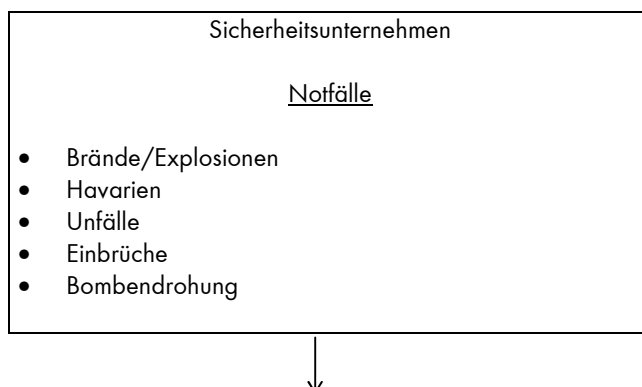 Sicherheitsunternehmen
Notfälle
• Brände/Explosionen
• Havarien
• Unfälle
• Einbrüche
• Bombendrohung